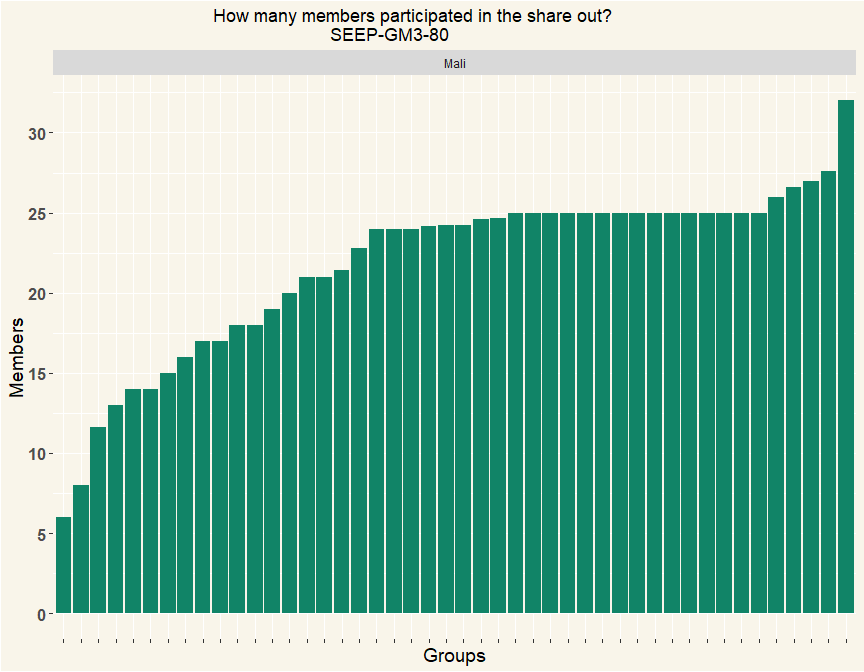 How many members participated in the share out?
SEEP-GM3-80
Mali
30
25
20
15
10
5
0
Members
Groups